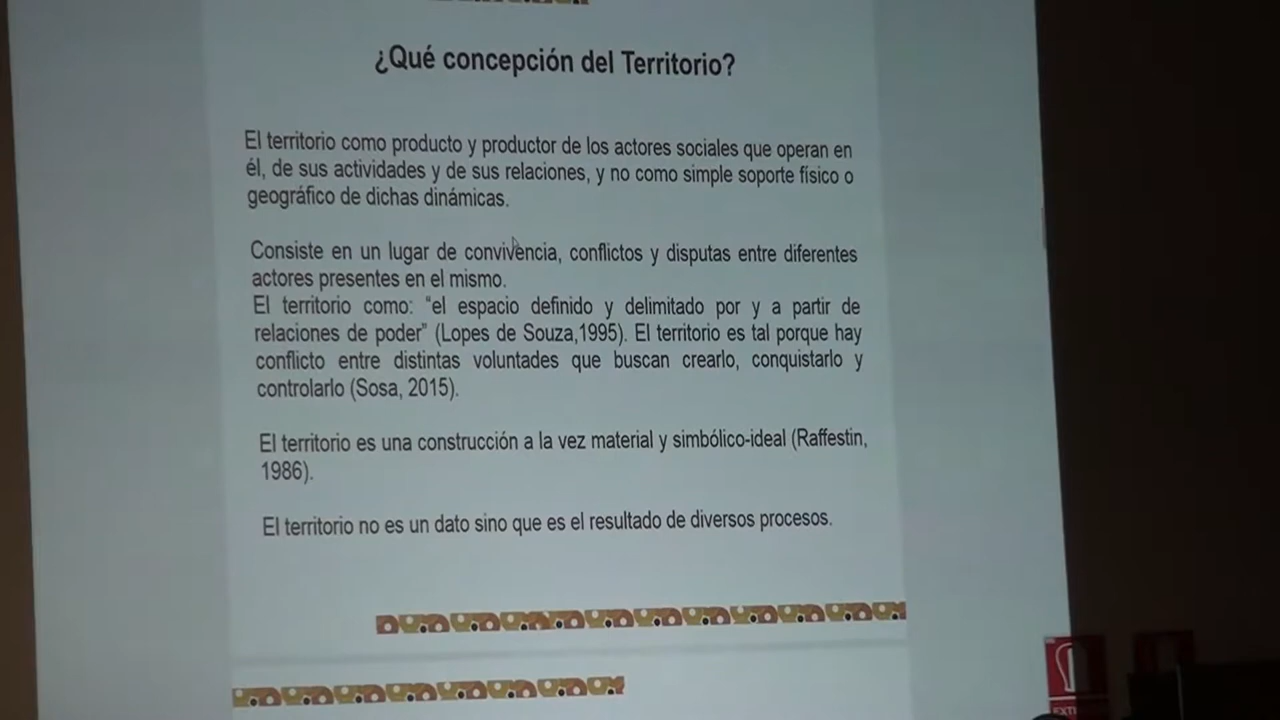 ¿Qué concepción del Territorio?
El territorio como producto y productor de los actores sociales que operan en
él, de sus actividades y de sus relaciones, y no como simple soporte físico o
geográfico de dichas dinámicas.
Consiste en un lugar de convivencia, conflictos y disputas entre diferentes
actores presentes en el mismo.
El territorio como: “el espacio definido y delimitado por y a partir de
relaciones de poder” (Lopes de Souza,1995). El territorio es tal porque hay
conflicto entre distintas voluntades que buscan crearlo, conquistarlo y
controlarlo (Sosa, 2015).
El territorio es una construcción a la vez material y simbólico-ideal (Raffestin,
1986).
El territorio no es un dato sino que es el resultado de diversos procesos.